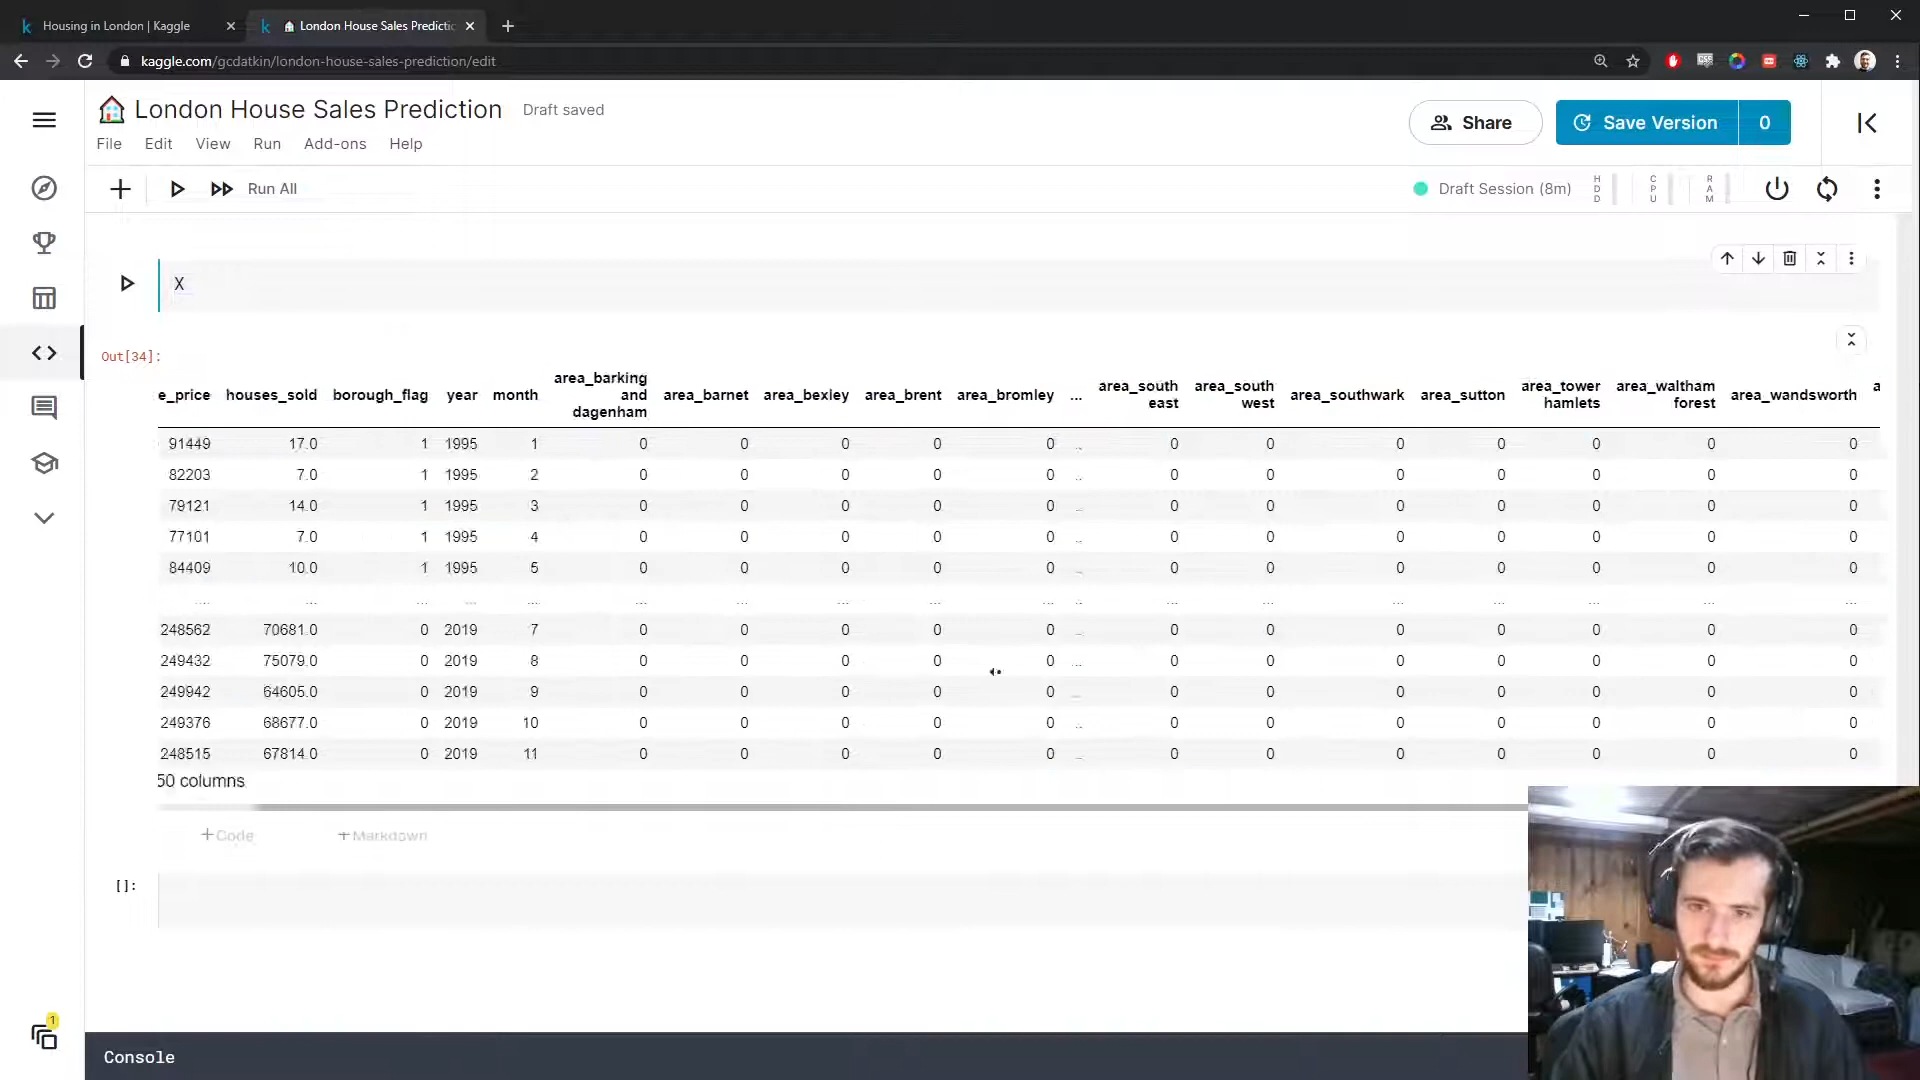 Housing in London | Kaggle
London House Sales Predictio
kaggle.com/gcdatkin/london-house-sales-prediction/edit
London House Sales Prediction
Draft saved
Share
Save Version 0
File Edit View Run Add-ons Help
Run All
Draft Session (8m)
HDD
CPU
RAM
X
Out[34]:
e_price houses_sold borough_flag year month area_barking and dagenham area_barnet area_bexley area_brent area_bromley ... area_south east area_south west area_southwark area_sutton area_tower hamlets area_waltham forest area_wandsworth a
91449 17.0 1 1995 1 0 0 0 0 0 ... 0 0 0 0 0 0 0
82203 7.0 1 1995 2 0 0 0 0 0 ... 0 0 0 0 0 0 0
79121 14.0 1 1995 3 0 0 0 0 0 ... 0 0 0 0 0 0 0
77101 7.0 1 1995 4 0 0 0 0 0 ... 0 0 0 0 0 0 0
84409 10.0 1 1995 5 0 0 0 0 0 ... 0 0 0 0 0 0 0
... ... ... ... ... ... ... ... ... ... ... ... ... ... ... ... ... ...
248562 70681.0 0 2019 7 0 0 0 0 0 ... 0 0 0 0 0 0 0
249432 75079.0 0 2019 8 0 0 0 0 0 ... 0 0 0 0 0 0 0
249942 64605.0 0 2019 9 0 0 0 0 0 ... 0 0 0 0 0 0 0
249376 68677.0 0 2019 10 0 0 0 0 0 ... 0 0 0 0 0 0 0
248515 67814.0 0 2019 11 0 0 0 0 0 ... 0 0 0 0 0 0 0
50 columns
+ Code + Markdown
[]:
1
Console